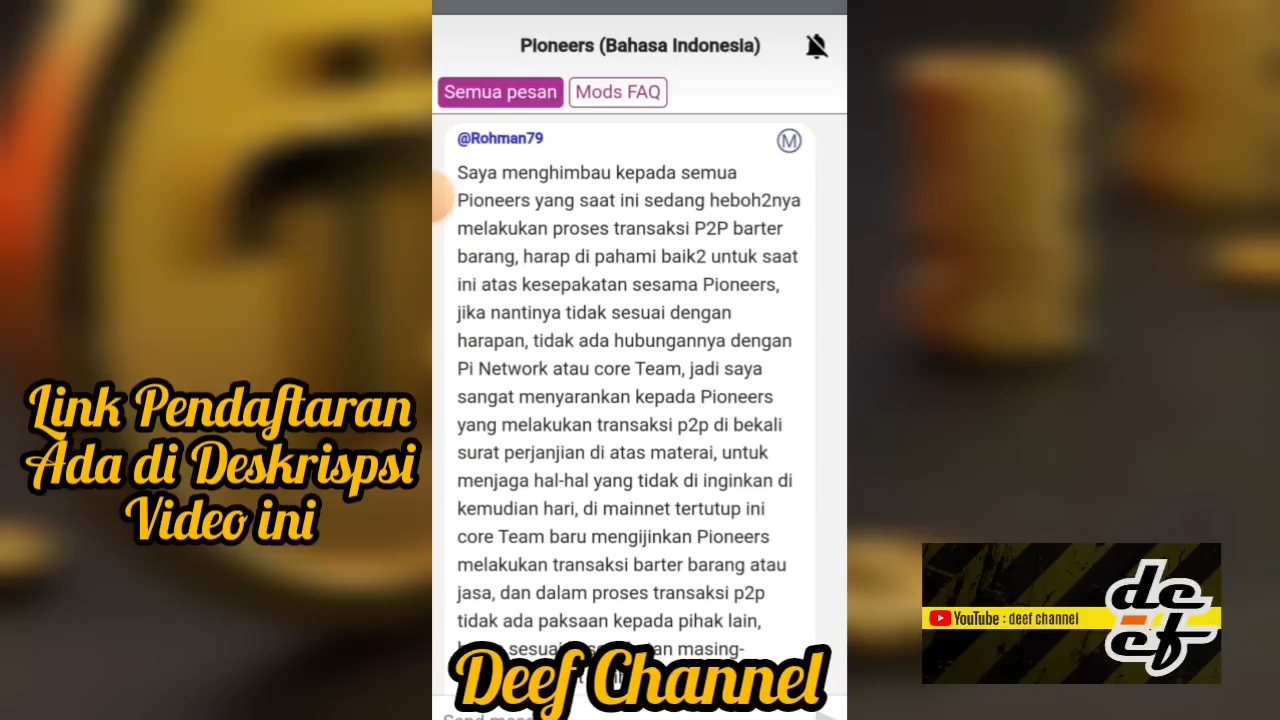 Pioneers (Bahasa Indonesia)
Semua pesan
Mods FAQ
@Rohman79
M
Saya menghimbau kepada semua
Pioneers yang saat ini sedang heboh2nya
melakukan proses transaksi P2P barter
barang, harap di pahami baik2 untuk saat
ini atas kesepakatan sesama Pioneers,
jika nantinya tidak sesuai dengan
harapan, tidak ada hubungannya dengan
Pi Network atau core Team, jadi saya
sangat menyarankan kepada Pioneers
yang melakukan transaksi p2p di bekali
surat perjanjian di atas materai, untuk
menjaga hal-hal yang tidak di inginkan di
kemudian hari, di mainnet tertutup ini
core Team baru mengijinkan Pioneers
melakukan transaksi barter barang atau
jasa, dan dalam proses transaksi p2p
tidak ada paksaan kepada pihak lain,
masing-
Link Pendaftaran
Ada di Deskrispsi
Video ini
Deef Channel
YouTube : deef channel
de
ef